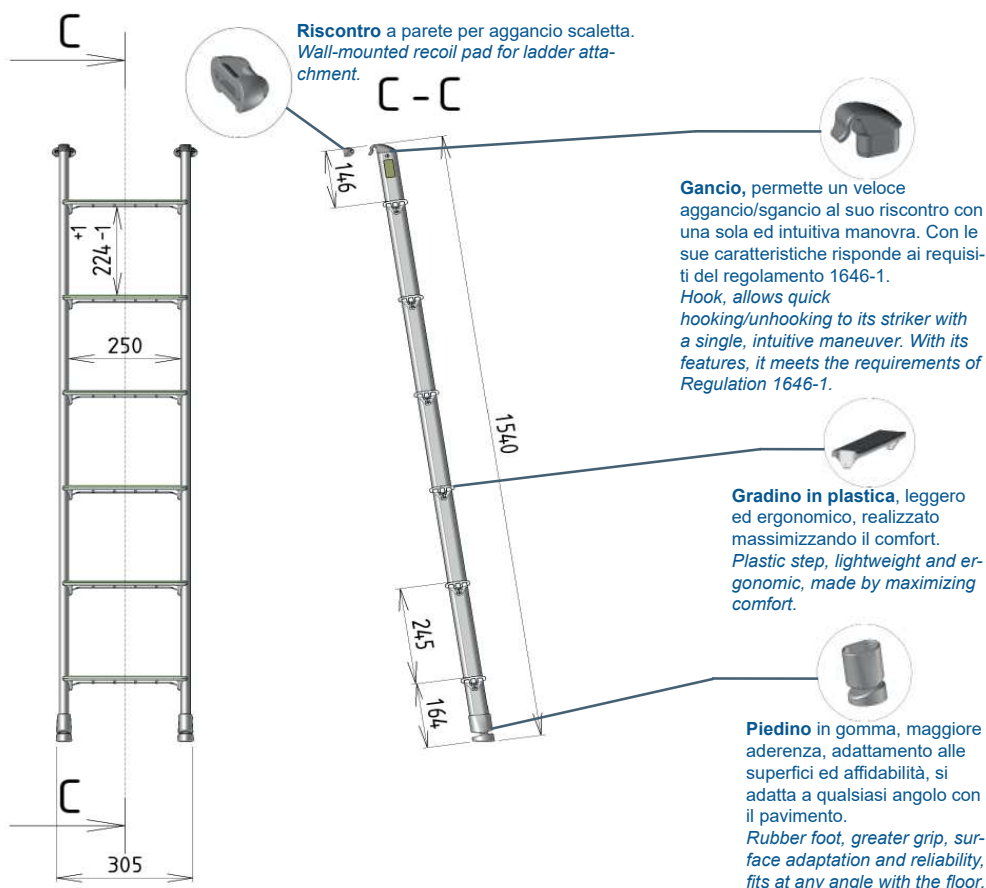 C
Riscontro a parete per aggancio scaletta.
Wall-mounted recoil pad for ladder atta-
chment.
C - C
146
Gancio, permette un veloce
aggancio/sgancio al suo riscontro con
una sola ed intuitiva manovra. Con le
sue caratteristiche risponde ai requisi-
ti del regolamento 1646-1.
Hook, allows quick
hooking/unhooking to its striker with
a single, intuitive maneuver. With its
features, it meets the requirements of
Regulation 1646-1.
+1
224-1
250
1540
Gradino in plastica, leggero
ed ergonomico, realizzato
massimizzando il comfort.
Plastic step, lightweight and er-
gonomic, made by maximizing
comfort.
245
164
Piedino in gomma, maggiore
aderenza, adattamento alle
superfici ed affidabilità, si
adatta a qualsiasi angolo con
il pavimento.
Rubber foot, greater grip, sur-
face adaptation and reliability,
fits at any angle with the floor.
C
305